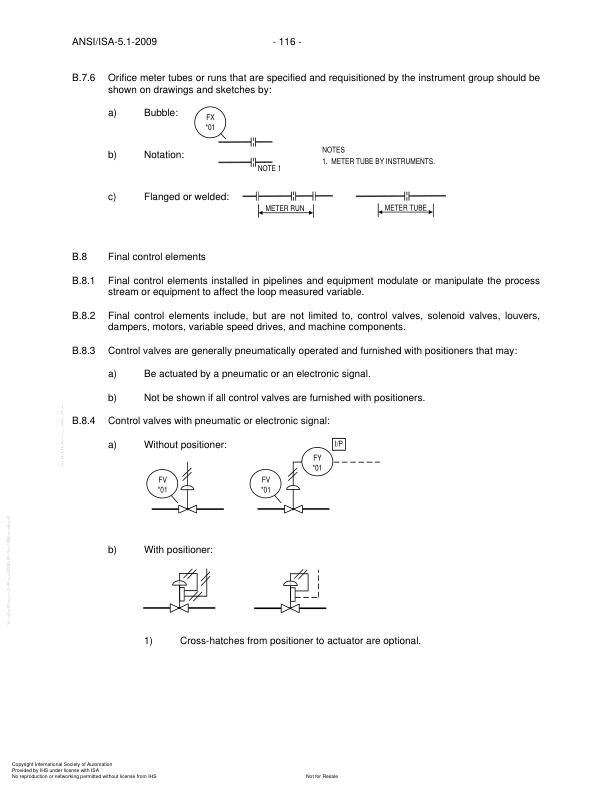 ANSI/ISA-5.1-2009 - 116 -
B.7.6 Orifice meter tubes or runs that are specified and requisitioned by the instrument group should be
shown on drawings and sketches by:
a) Bubble:
FX
*01
b) Notation:
NOTE 1
NOTES
1. METER TUBE BY INSTRUMENTS.
c) Flanged or welded:
METER RUN
METER TUBE
B.8 Final control elements
B.8.1 Final control elements installed in pipelines and equipment modulate or manipulate the process
stream or equipment to affect the loop measured variable.
B.8.2 Final control elements include, but are not limited to, control valves, solenoid valves, louvers,
dampers, motors, variable speed drives, and machine components.
B.8.3 Control valves are generally pneumatically operated and furnished with positioners that may:
a) Be actuated by a pneumatic or an electronic signal.
b) Not be shown if all control valves are furnished with positioners.
B.8.4 Control valves with pneumatic or electronic signal:
a) Without positioner:
I/P
FY
*01
FV
*01
FV
*01
b) With positioner:
1) Cross-hatches from positioner to actuator are optional.
Copyright International Society of Automation
Provided by IHS under license with ISA
No reproduction or networking permitted without license from IHS
Not for Resale